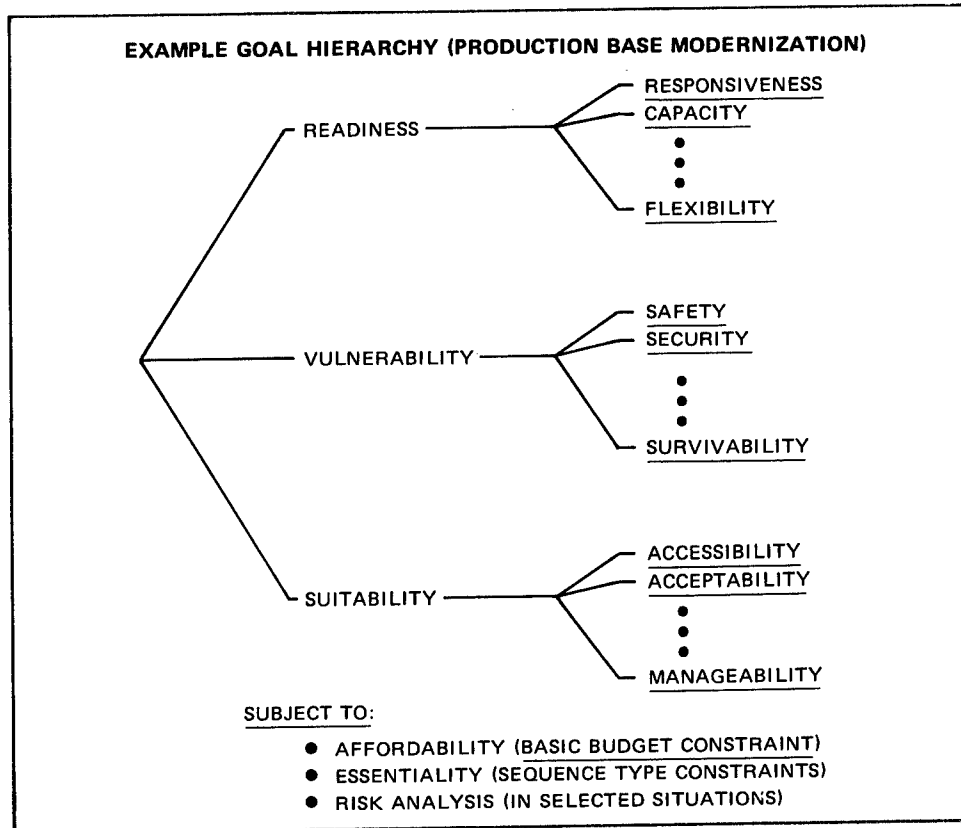 EXAMPLE GOAL HIERARCHY (PRODUCTION BASE MODERNIZATION)
READINESS
RESPONSIVENESS
CAPACITY
FLEXIBILITY
VULNERABILITY
SAFETY
SECURITY
SURVIVABILITY
SUITABILITY
ACCESSIBILITY
ACCEPTABILITY
MANAGEABILITY
SUBJECT TO:
● AFFORDABILITY (BASIC BUDGET CONSTRAINT)
● ESSENTIALITY (SEQUENCE TYPE CONSTRAINTS)
● RISK ANALYSIS (IN SELECTED SITUATIONS)